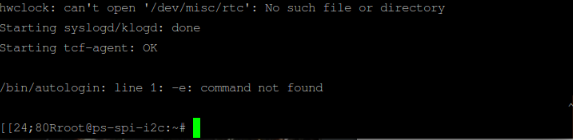 hwclock: can't open '/dev/misc/rtc': No such file or directory
Starting syslogd/klogd: done
Starting tcf-agent: OK
/bin/autologin: line 1: -e: command not found
[[24;80Rroot@ps-spi-i2c:~#